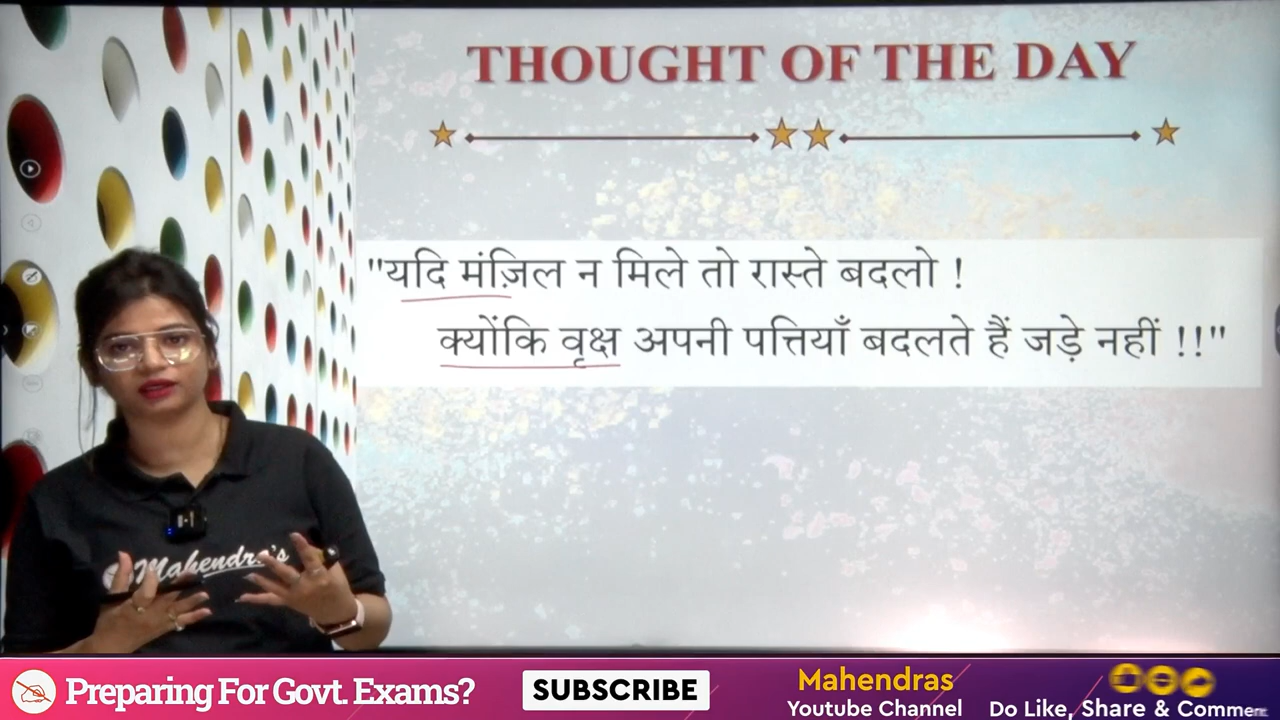 THOUGHT OF THE DAY
"यदि मंज़िल न मिले तो रास्ते बदलो !
क्योंकि वृक्ष अपनी पत्तियाँ बदलते हैं जड़े नहीं !!"
Mahendra's
Preparing For Govt. Exams?
SUBSCRIBE
Mahendras
Youtube Channel
Do Like, Share & Comment